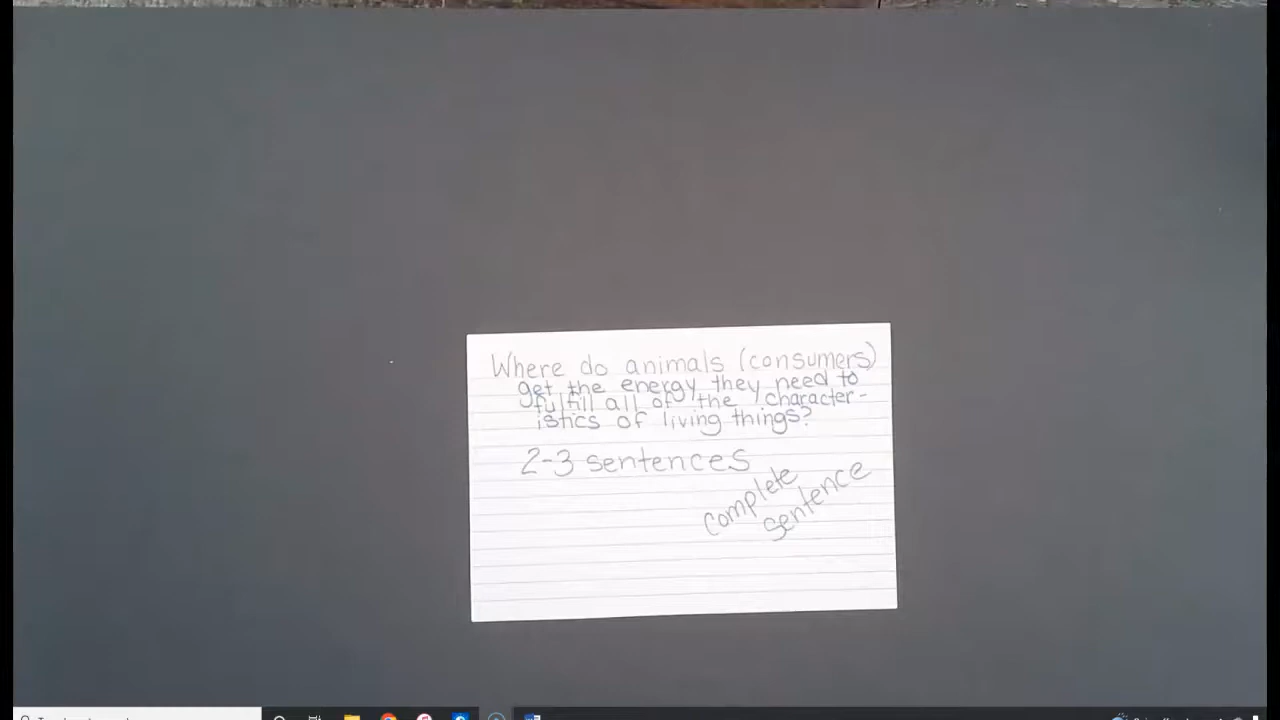 Where do animals (consumers)
get the energy they need to
fulfill all of the character-
istics of living things?
2-3 sentences
complete
sentence